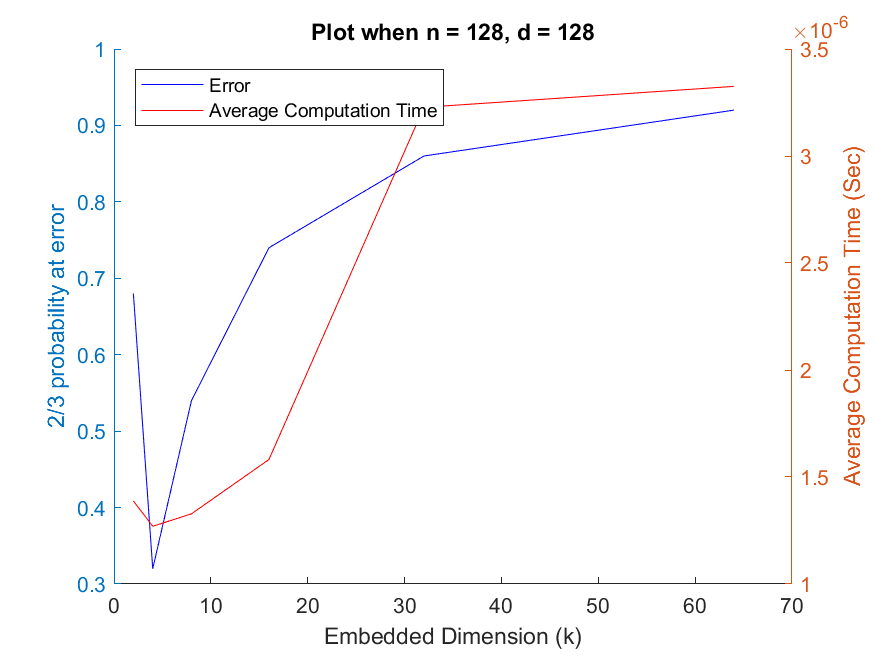 Plot when n = 128, d = 128
×10⁻⁶
Error
Average Computation Time
1
0.9
0.8
0.7
0.6
0.5
0.4
0.3
2/3 probability at error
3.5
3
2.5
2
1.5
1
Average Computation Time (Sec)
0 10 20 30 40 50 60 70
Embedded Dimension (k)